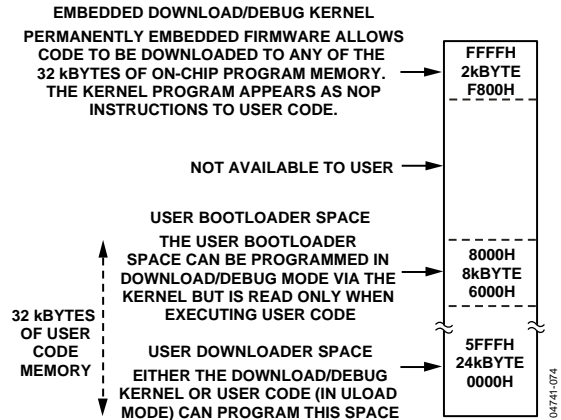 EMBEDDED DOWNLOAD/DEBUG KERNEL
PERMANENTLY EMBEDDED FIRMWARE ALLOWS
CODE TO BE DOWNLOADED TO ANY OF THE
32 kBYTES OF ON-CHIP PROGRAM MEMORY.
THE KERNEL PROGRAM APPEARS AS NOP
INSTRUCTIONS TO USER CODE.
FFFFH
2kBYTE
F800H
NOT AVAILABLE TO USER
USER BOOTLOADER SPACE
THE USER BOOTLOADER
SPACE CAN BE PROGRAMMED IN
DOWNLOAD/DEBUG MODE VIA THE
KERNEL BUT IS READ ONLY WHEN
EXECUTING USER CODE
8000H
8kBYTE
6000H
32 kBYTES
OF USER
CODE
MEMORY
USER DOWNLOADER SPACE
EITHER THE DOWNLOAD/DEBUG
KERNEL OR USER CODE (IN ULOAD
MODE) CAN PROGRAM THIS SPACE
5FFFH
24kBYTE
0000H
04741-074